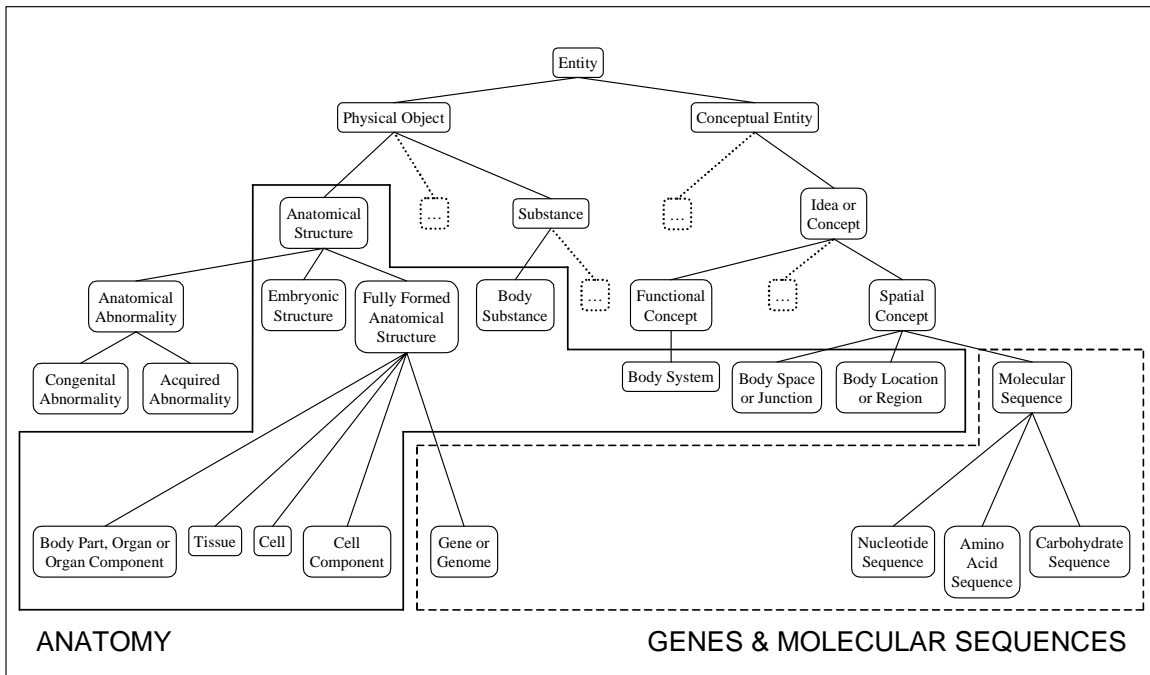 Entity
Physical Object
Conceptual Entity
Anatomical
Structure
...
Substance
...
Idea or
Concept
Anatomical
Abnormality
Embryonic
Structure
Fully Formed
Anatomical
Structure
Body
Substance
...
Functional
Concept
...
Spatial
Concept
Congenital
Abnormality
Acquired
Abnormality
Body System
Body Space
or Junction
Body Location
or Region
Molecular
Sequence
Body Part, Organ or
Organ Component
Tissue
Cell
Cell
Component
Gene or
Genome
Nucleotide
Sequence
Amino
Acid
Sequence
Carbohydrate
Sequence
ANATOMY
GENES & MOLECULAR SEQUENCES